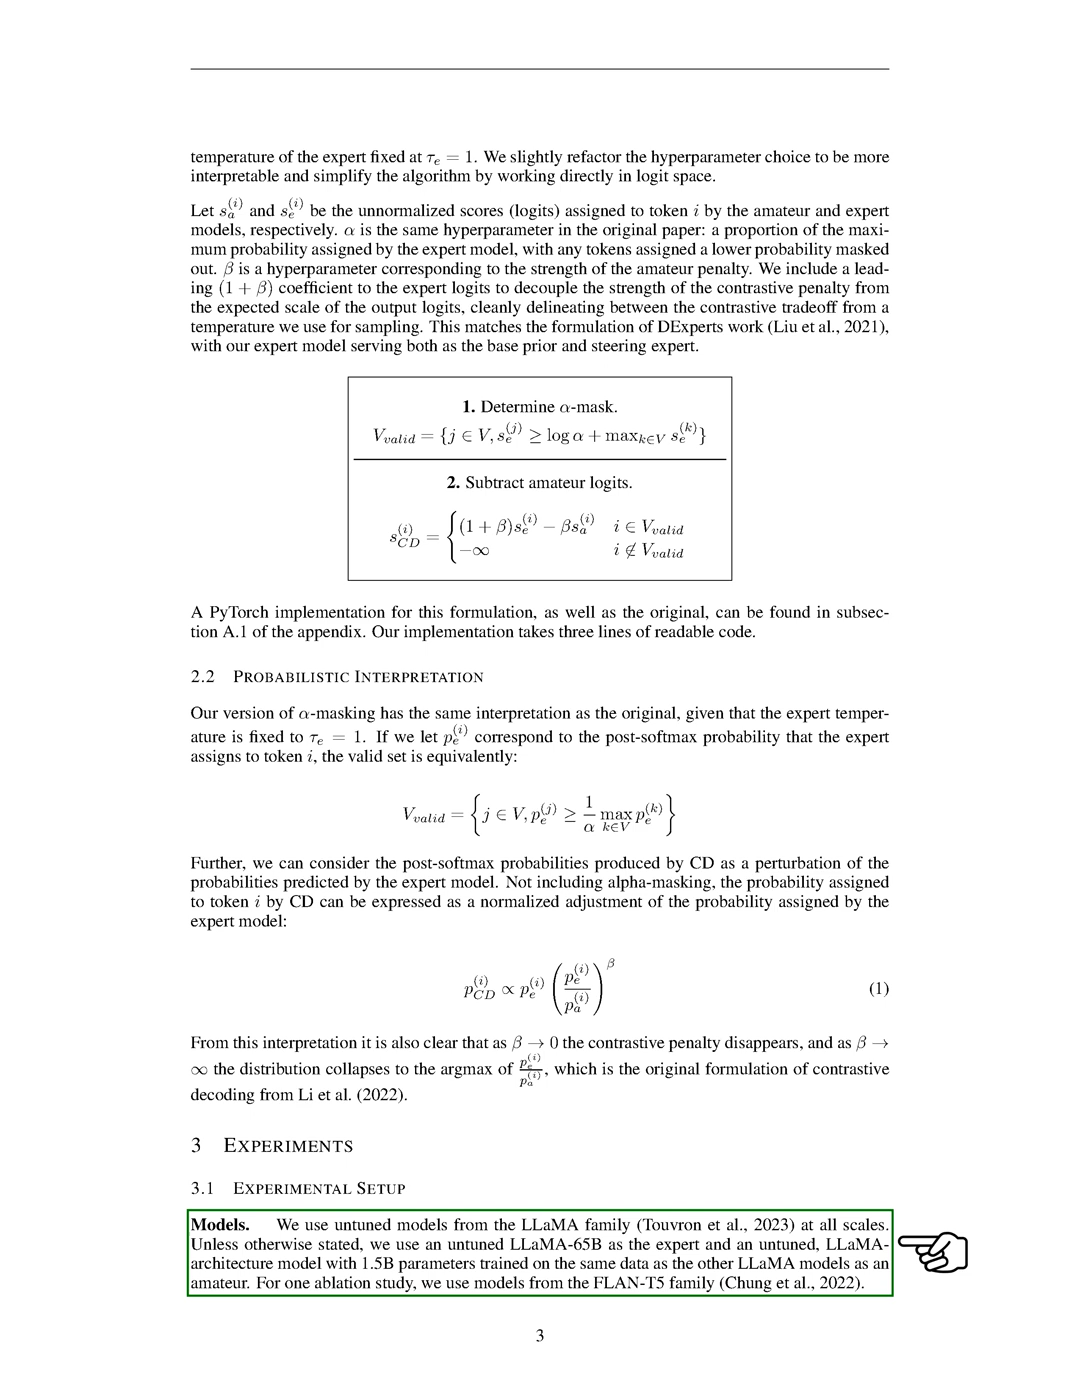 temperature of the expert fixed at τe = 1. We slightly refactor the hyperparameter choice to be more
interpretable and simplify the algorithm by working directly in logit space.
Let s_a^(i) and s_e^(i) be the unnormalized scores (logits) assigned to token i by the amateur and expert
models, respectively. α is the same hyperparameter in the original paper: a proportion of the maxi-
mum probability assigned by the expert model, with any tokens assigned a lower probability masked
out. β is a hyperparameter corresponding to the strength of the amateur penalty. We include a lead-
ing (1 + β) coefficient to the expert logits to decouple the strength of the contrastive penalty from
the expected scale of the output logits, cleanly delineating between the contrastive tradeoff from a
temperature we use for sampling. This matches the formulation of DExperts work (Liu et al., 2021),
with our expert model serving both as the base prior and steering expert.
1. Determine α-mask.
V_valid = {j ∈ V, s_e^(j) ≥ log α + max_{k∈V} s_e^(k)}
2. Subtract amateur logits.
s_CD^(i) = { (1 + β)s_e^(i) − βs_a^(i) i ∈ V_valid
−∞ i ∉ V_valid
A PyTorch implementation for this formulation, as well as the original, can be found in subsec-
tion A.1 of the appendix. Our implementation takes three lines of readable code.
2.2 PROBABILISTIC INTERPRETATION
Our version of α-masking has the same interpretation as the original, given that the expert temper-
ature is fixed to τe = 1. If we let p_e^(i) correspond to the post-softmax probability that the expert
assigns to token i, the valid set is equivalently:
V_valid = { j ∈ V, p_e^(j) ≥ 1/α max_{k∈V} p_e^(k) }
Further, we can consider the post-softmax probabilities produced by CD as a perturbation of the
probabilities predicted by the expert model. Not including alpha-masking, the probability assigned
to token i by CD can be expressed as a normalized adjustment of the probability assigned by the
expert model:
p_CD^(i) ∝ p_e^(i) (p_e^(i) / p_a^(i))^β (1)
From this interpretation it is also clear that as β → 0 the contrastive penalty disappears, and as β →
∞ the distribution collapses to the argmax of p_e^(i)/p_a^(i), which is the original formulation of contrastive
decoding from Li et al. (2022).
3 EXPERIMENTS
3.1 EXPERIMENTAL SETUP
Models. We use untuned models from the LLaMA family (Touvron et al., 2023) at all scales.
Unless otherwise stated, we use an untuned LLaMA-65B as the expert and an untuned, LLaMA-
architecture model with 1.5B parameters trained on the same data as the other LLaMA models as an
amateur. For one ablation study, we use models from the FLAN-T5 family (Chung et al., 2022).
3